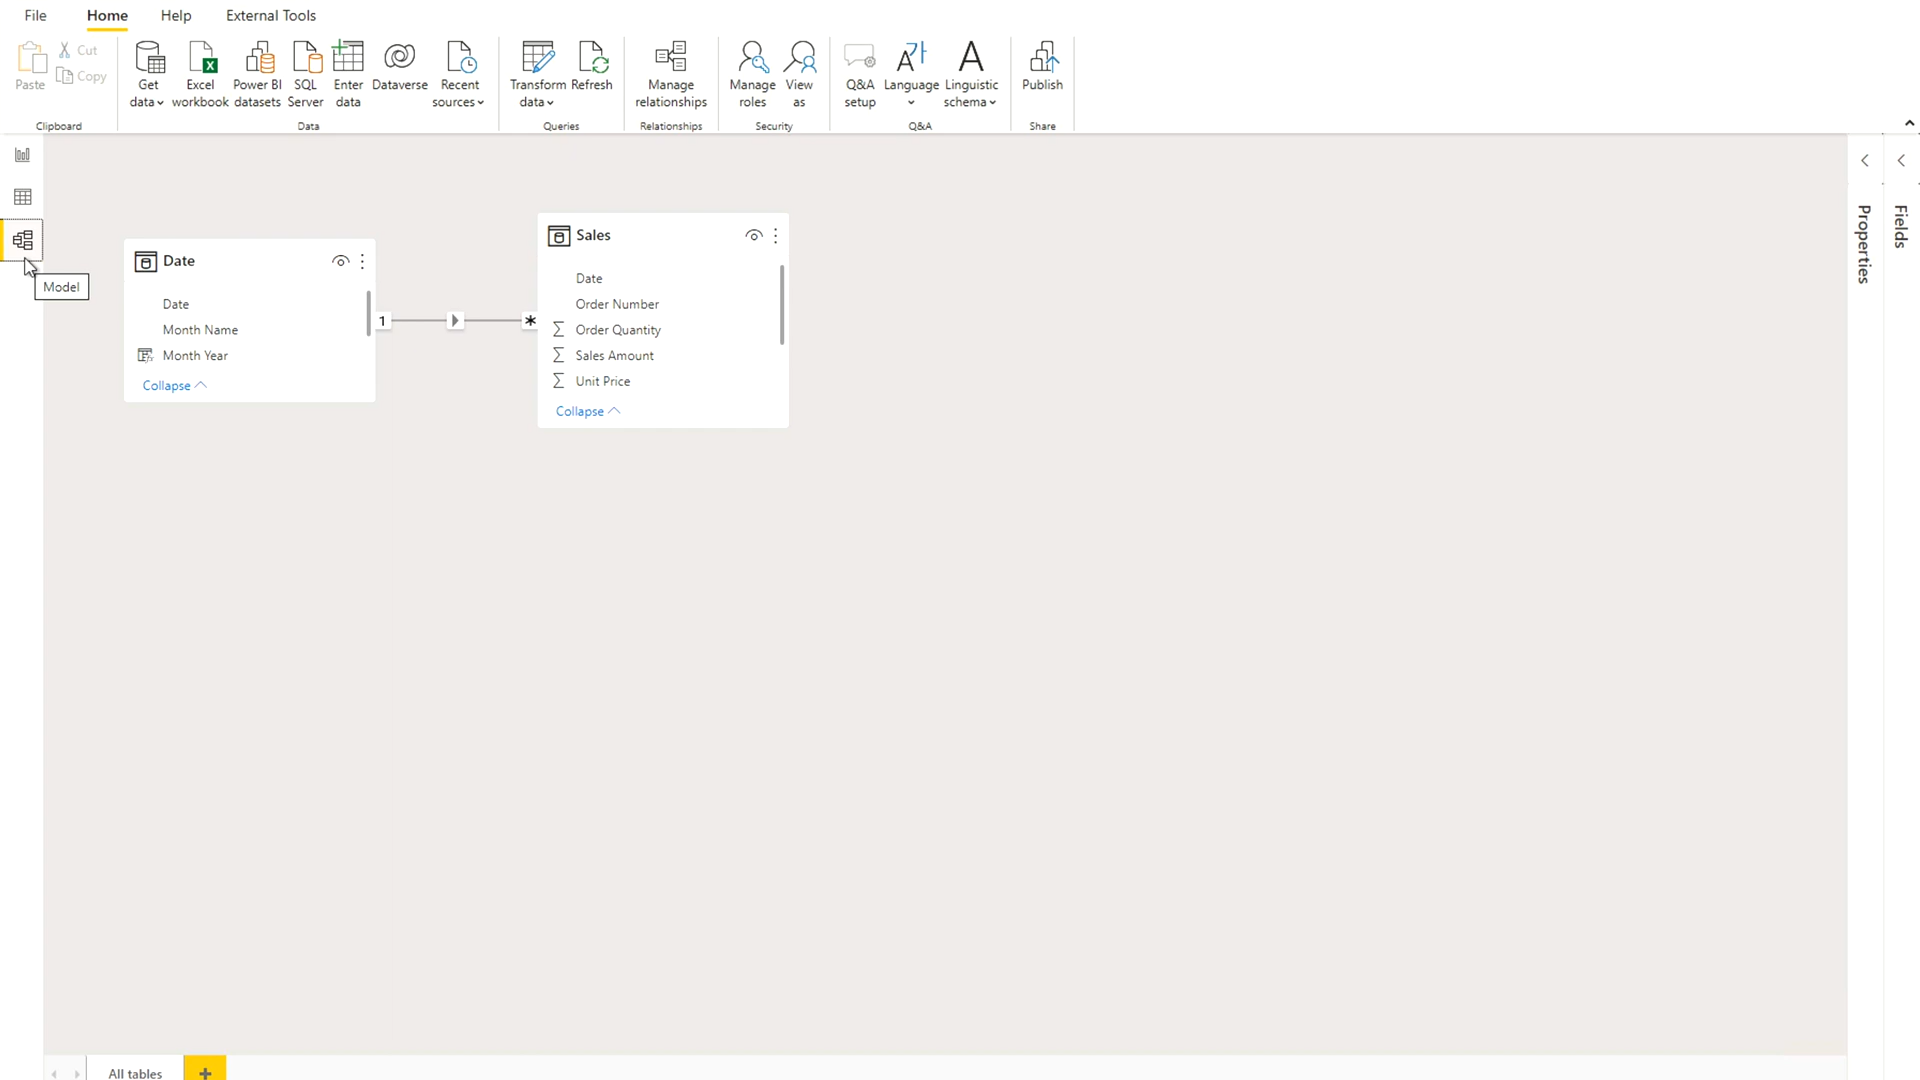 File Home Help External Tools
Paste Cut Copy
Get data Excel workbook Power BI datasets SQL Server Enter data Dataverse Recent sources
Transform data Refresh
Manage relationships
Manage roles View as
Q&A setup Language Linguistic schema
Publish
Clipboard Data Queries Relationships Security Q&A Share
Model
Date
Date
Month Name
Month Year
Collapse
1
*
Sales
Date
Order Number
Order Quantity
Sales Amount
Unit Price
Collapse
Properties
Fields
All tables +